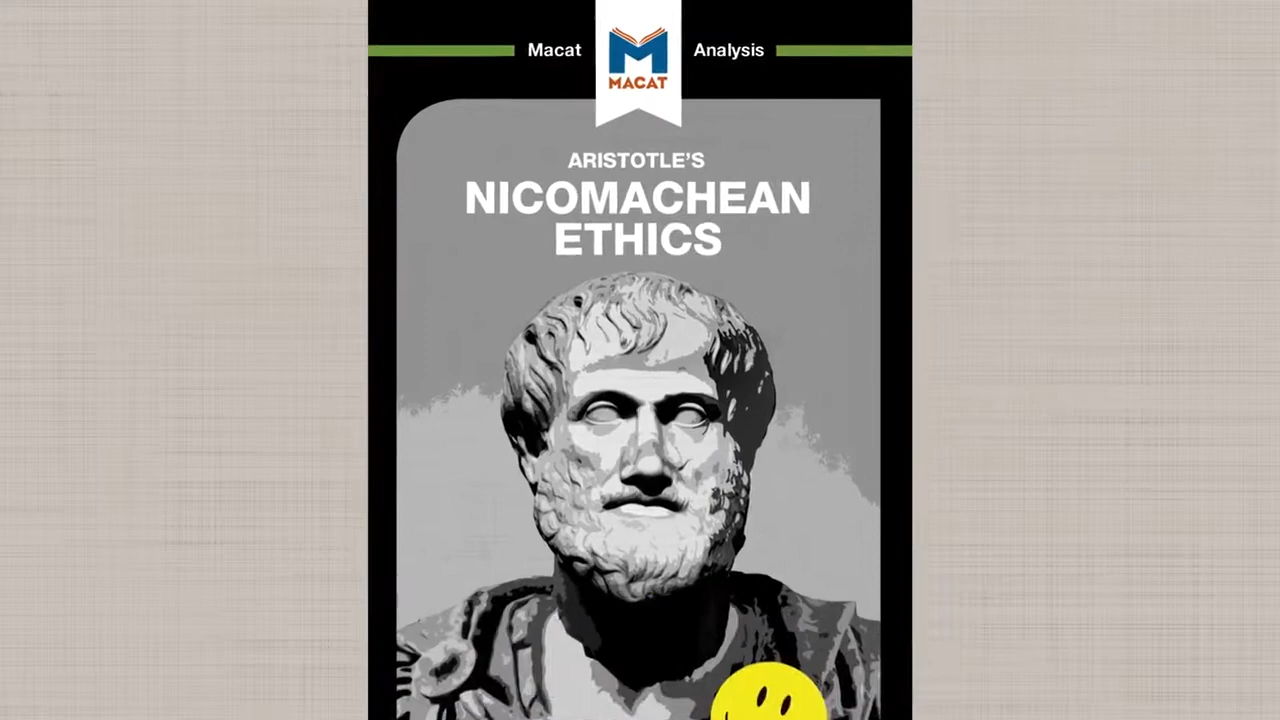 Macat Analysis
MACAT
ARISTOTLE'S
NICOMACHEAN
ETHICS